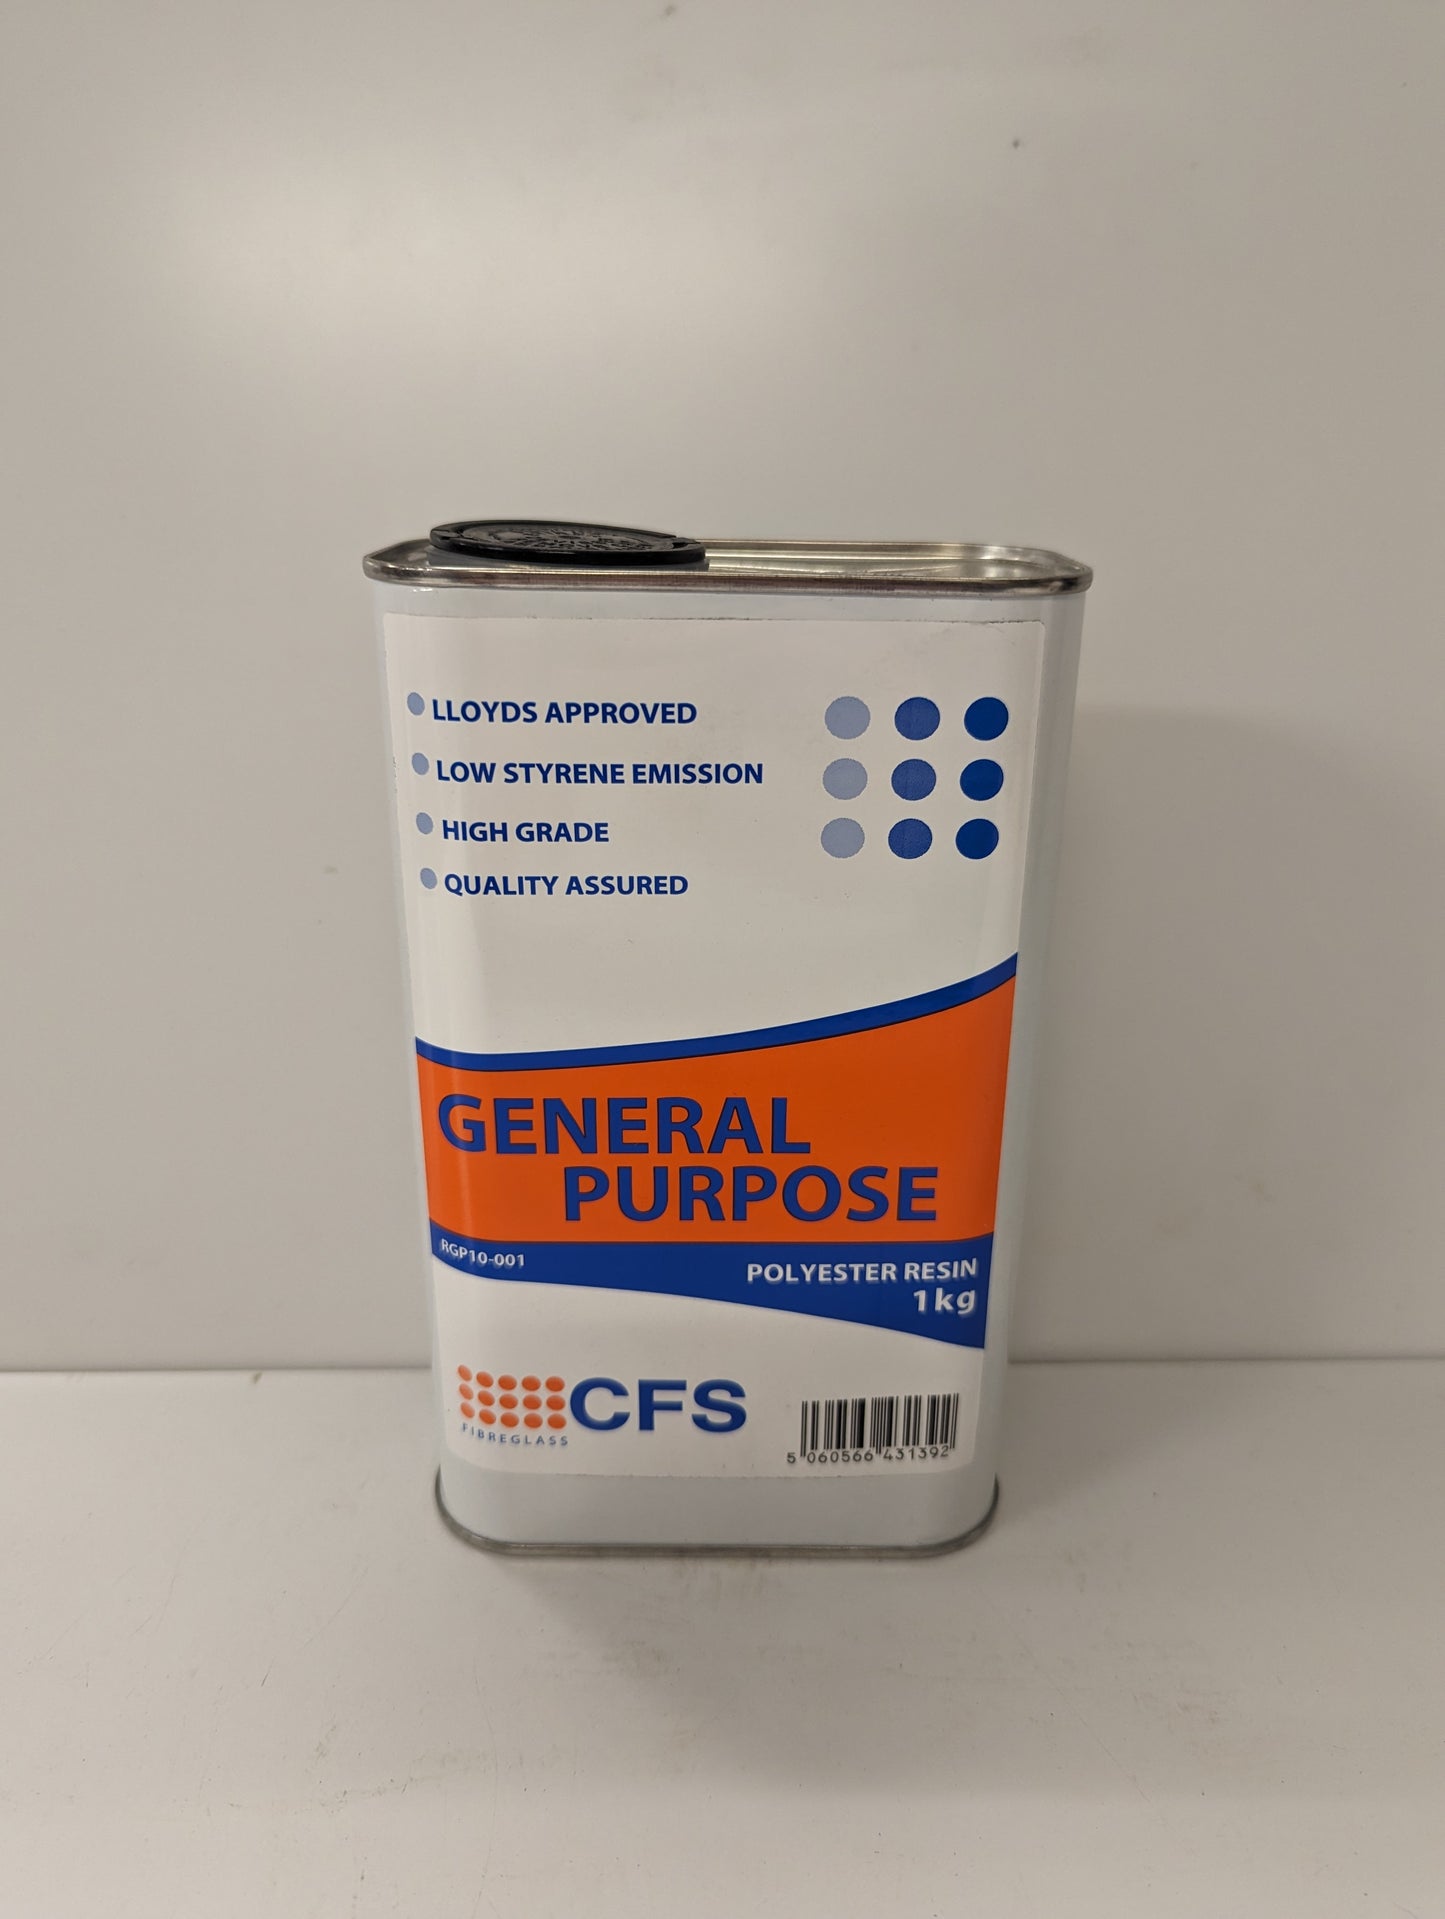 LLOYDS APPROVED
LOW STYRENE EMISSION
HIGH GRADE
QUALITY ASSURED
GENERAL
PURPOSE
RGP10-001
POLYESTER RESIN
1kg
CFS
FIBREGLASS
5 060566 431392